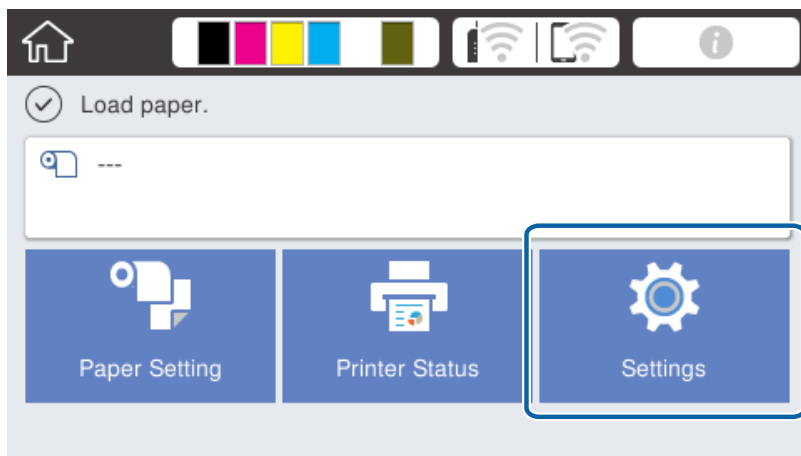 Load paper.
---
Paper Setting
Printer Status
Settings